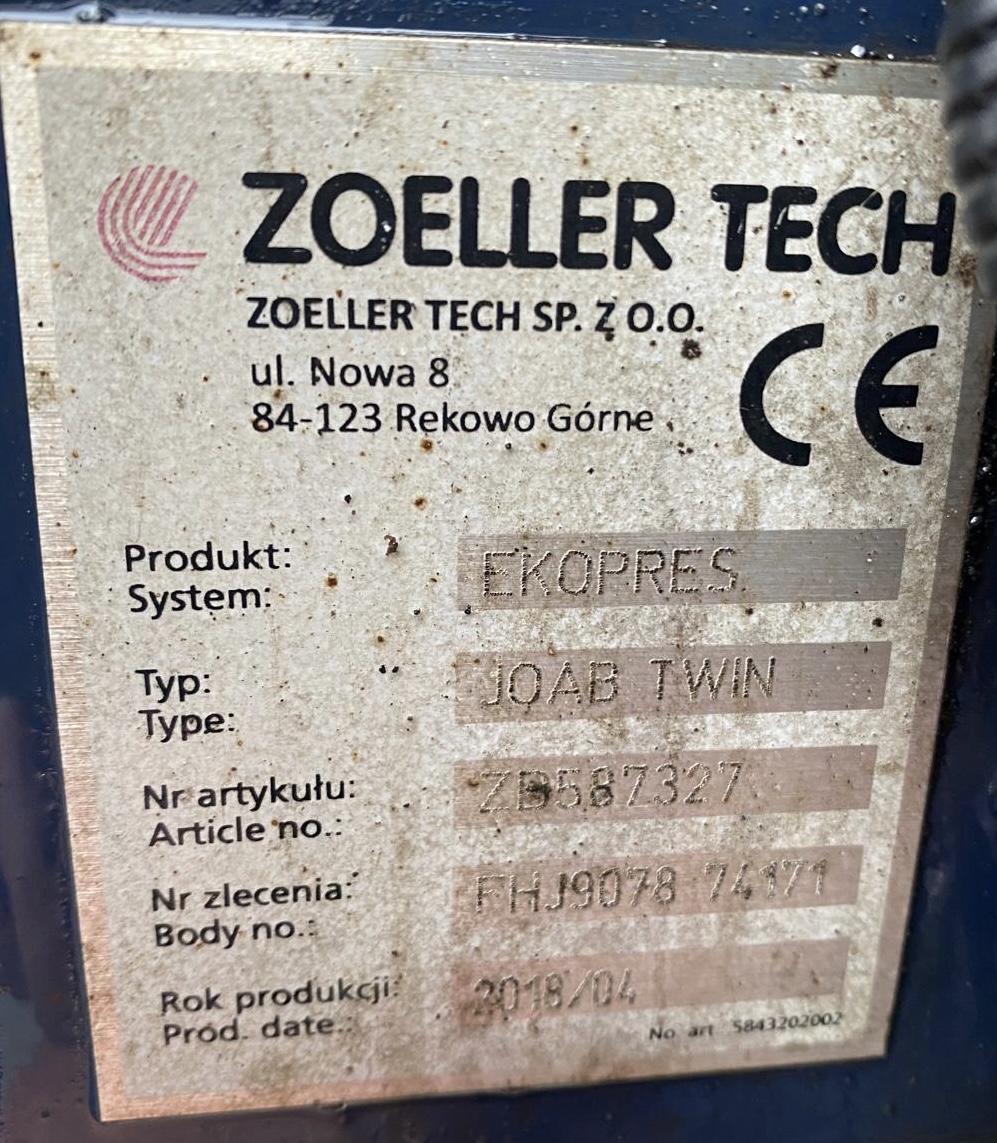 ZOELLER TECH
ZOELLER TECH SP. Z O.O.
ul. Nowa 8
84-123 Rekowo Górne
CE
Produkt: EKOPRES
System:
Typ: JOAB TWIN
Type:
Nr artykułu: ZD587327
Article no.:
Nr zlecenia: FHJ9078 74171
Body no.:
Rok produkcji: 2018/04
Prod. date.:
No art 5843202002